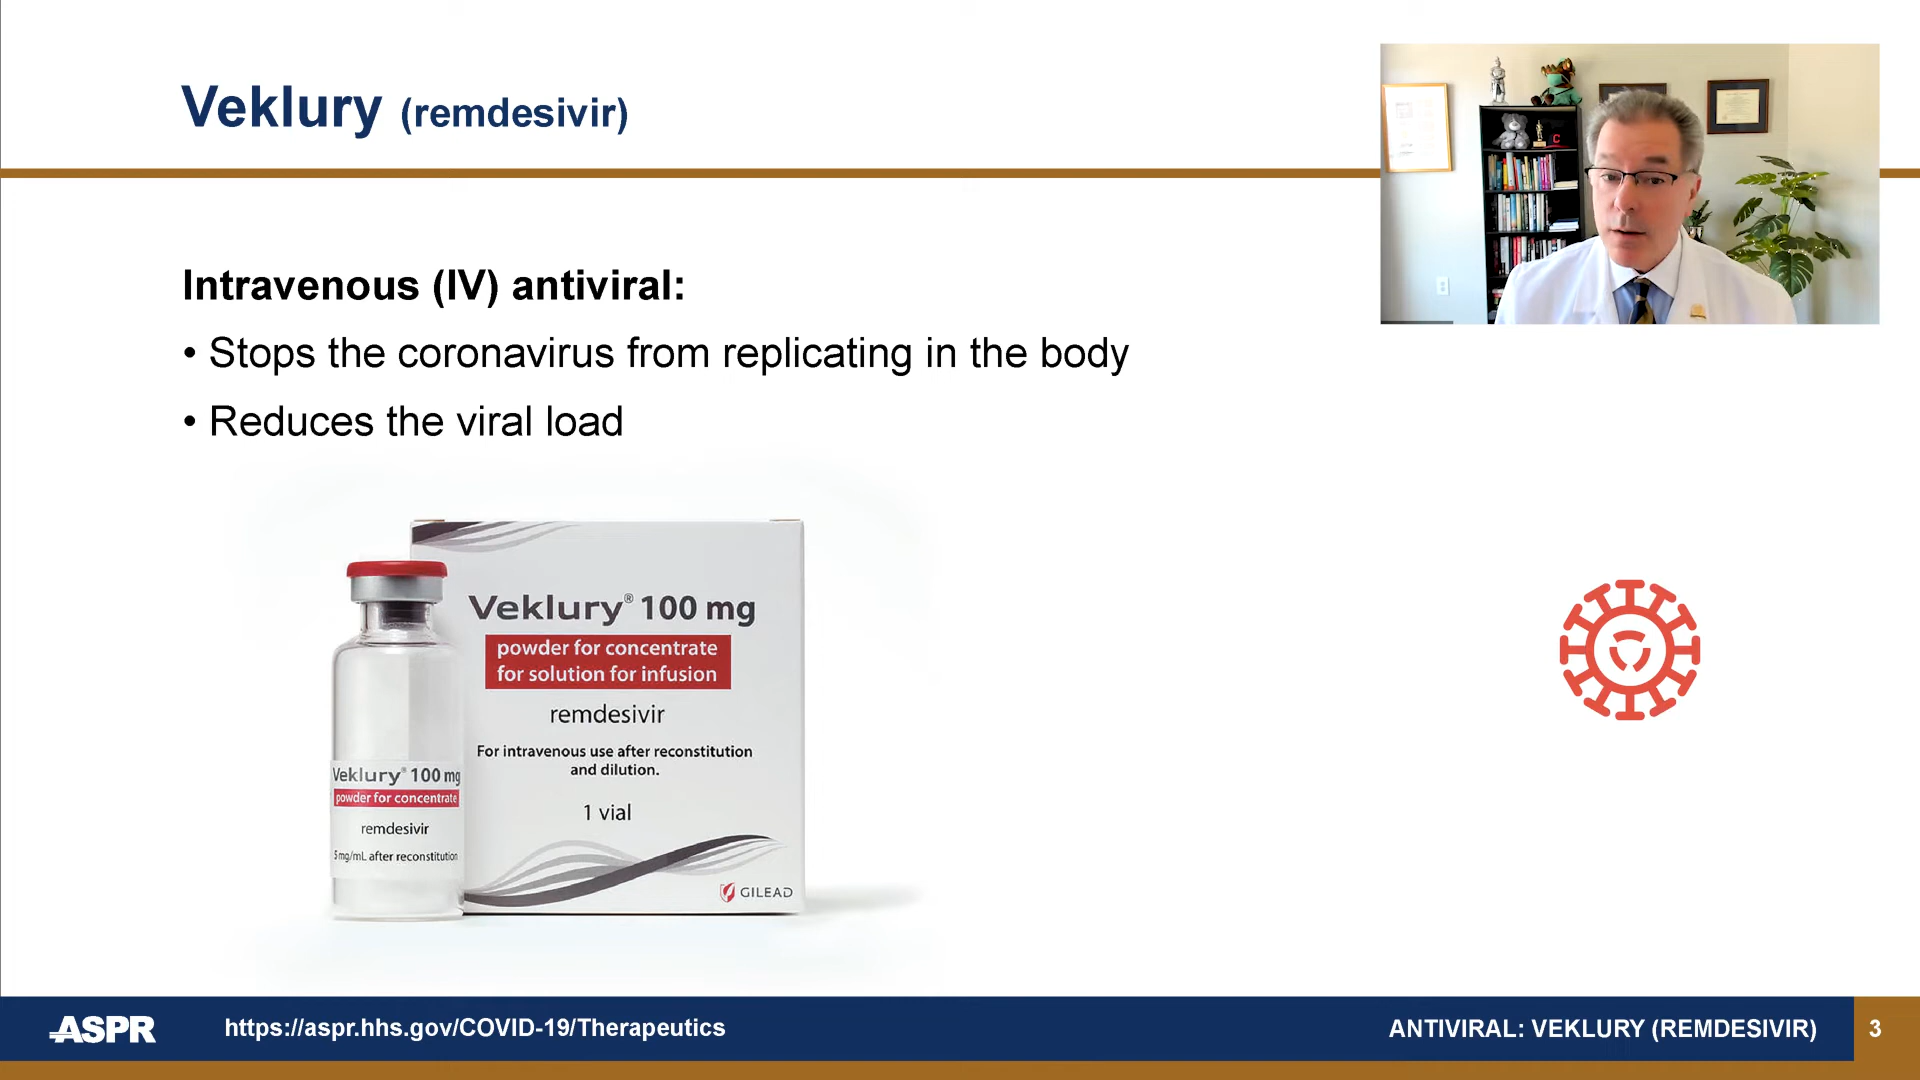 Veklury (remdesivir)
Intravenous (IV) antiviral:
• Stops the coronavirus from replicating in the body
• Reduces the viral load
Veklury® 100 mg
powder for concentrate
for solution for infusion
remdesivir
For intravenous use after reconstitution
and dilution.
1 vial
GILEAD
Veklury® 100 mg
powder for concentrate
remdesivir
5 mg/mL after reconstitution
C
ASPR
https://aspr.hhs.gov/COVID-19/Therapeutics
ANTIVIRAL: VEKLURY (REMDESIVIR)
3